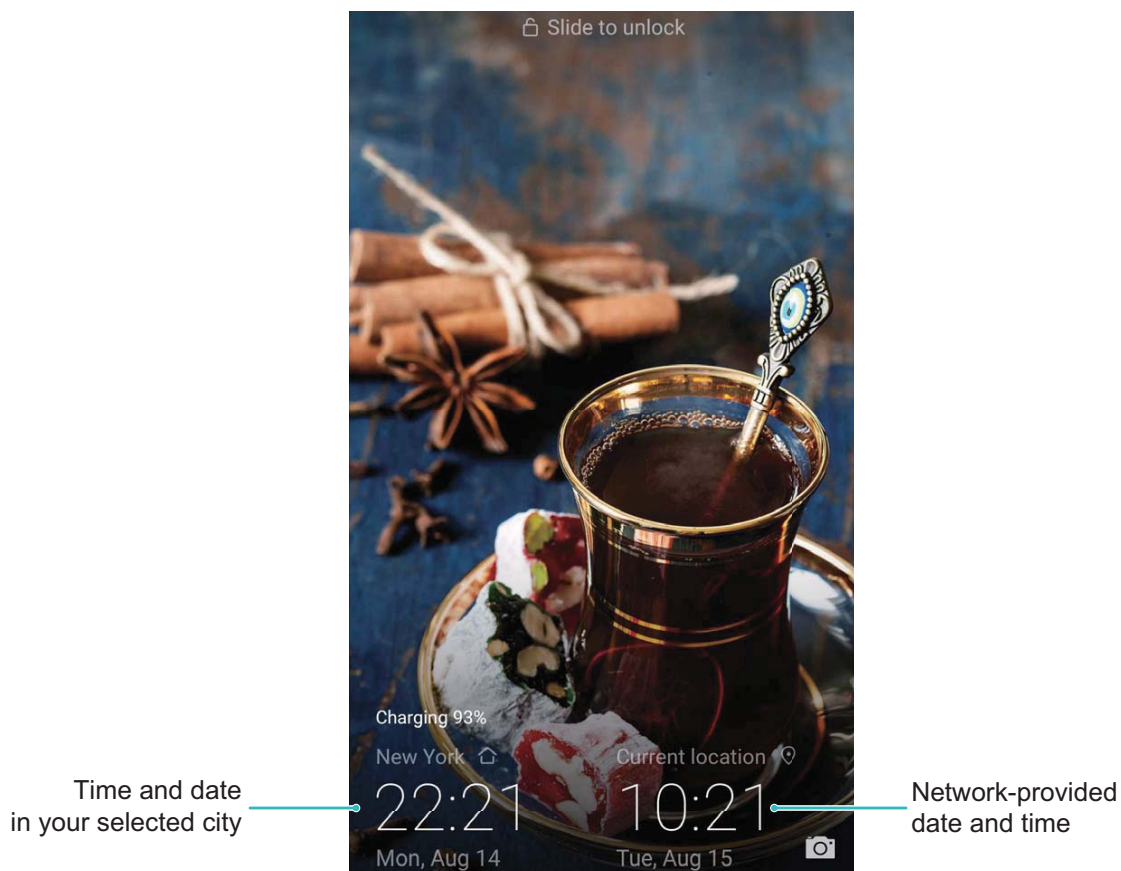 Slide to unlock
Charging 93%
New York
Current location
22:21
10:21
Mon, Aug 14
Tue, Aug 15
Time and date
in your selected city
Network-provided
date and time